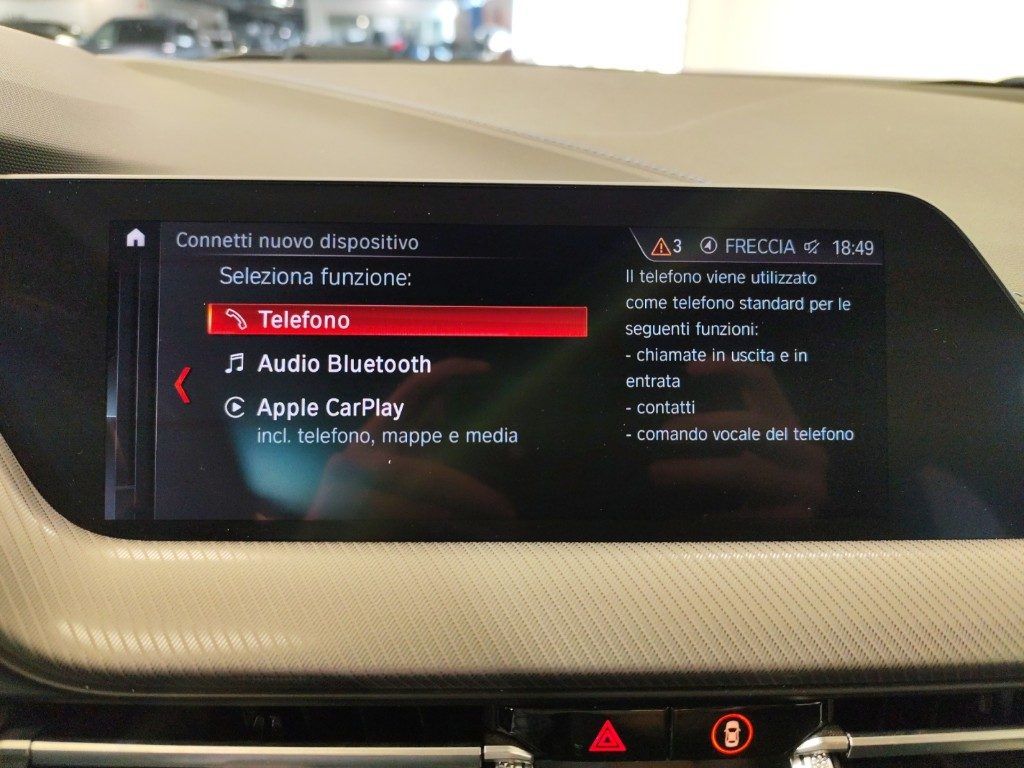 Connetti nuovo dispositivo
3 FRECCIA 18:49
Seleziona funzione:
Telefono
Audio Bluetooth
Apple CarPlay
incl. telefono, mappe e media
Il telefono viene utilizzato
come telefono standard per le
seguenti funzioni:
- chiamate in uscita e in
entrata
- contatti
- comando vocale del telefono